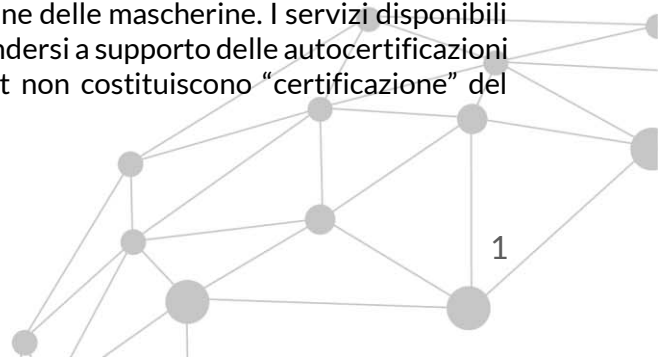 ne delle mascherine. I servizi disponibili
ndersi a supporto delle autocertificazioni
t non costituiscono “certificazione” del
1